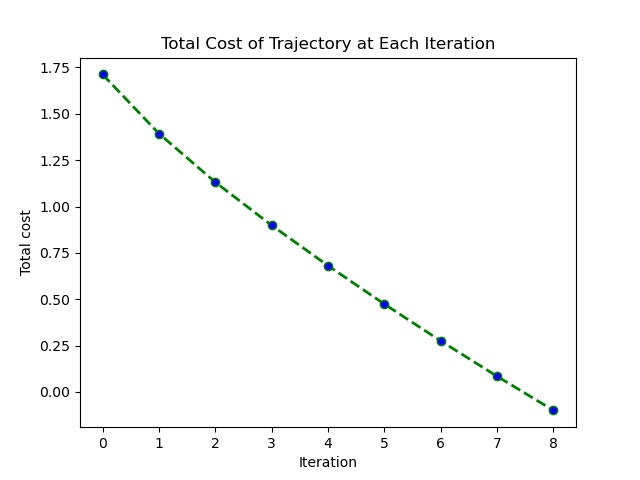 Total Cost of Trajectory at Each Iteration
1.75
1.50
1.25
1.00
0.75
0.50
0.25
0.00
Total cost
0 1 2 3 4 5 6 7 8
Iteration